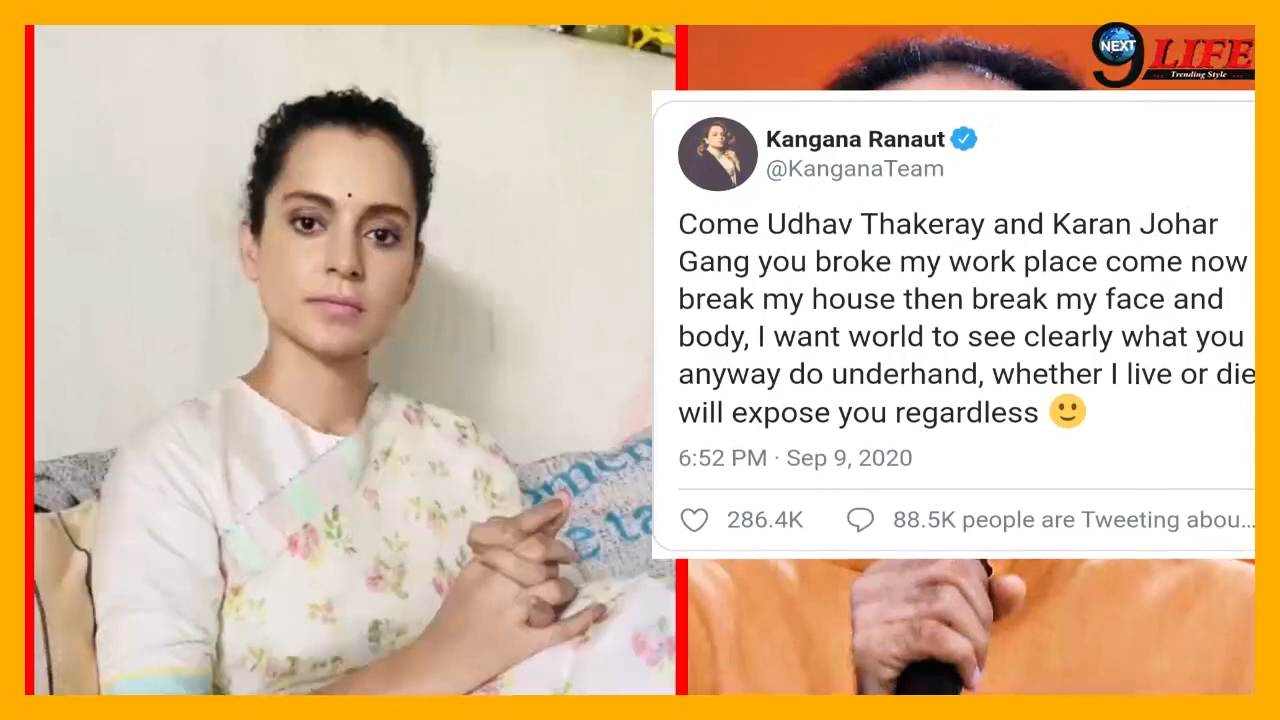 NEXT
9 LIFE
Trending Style
Kangana Ranaut
@KanganaTeam
Come Udhav Thakeray and Karan Johar
Gang you broke my work place come now
break my house then break my face and
body, I want world to see clearly what you
anyway do underhand, whether I live or die
will expose you regardless 🙂
6:52 PM · Sep 9, 2020
286.4K 88.5K people are Tweeting abou...